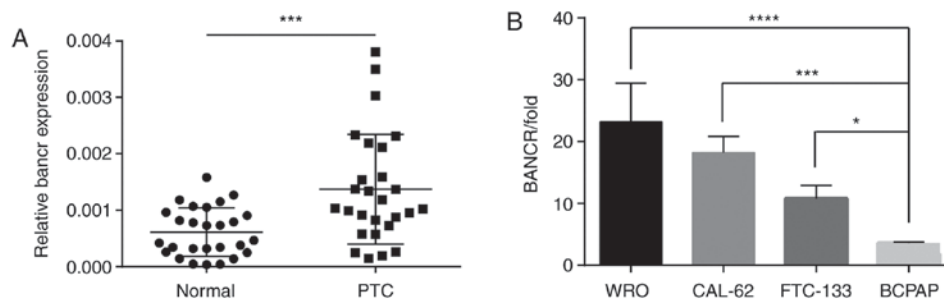 A
Relative bancr expression
0.004
0.003
0.002
0.001
0.000
***
Normal PTC
B
BANCR/fold
40
30
20
10
0
****
***
*
WRO CAL-62 FTC-133 BCPAP